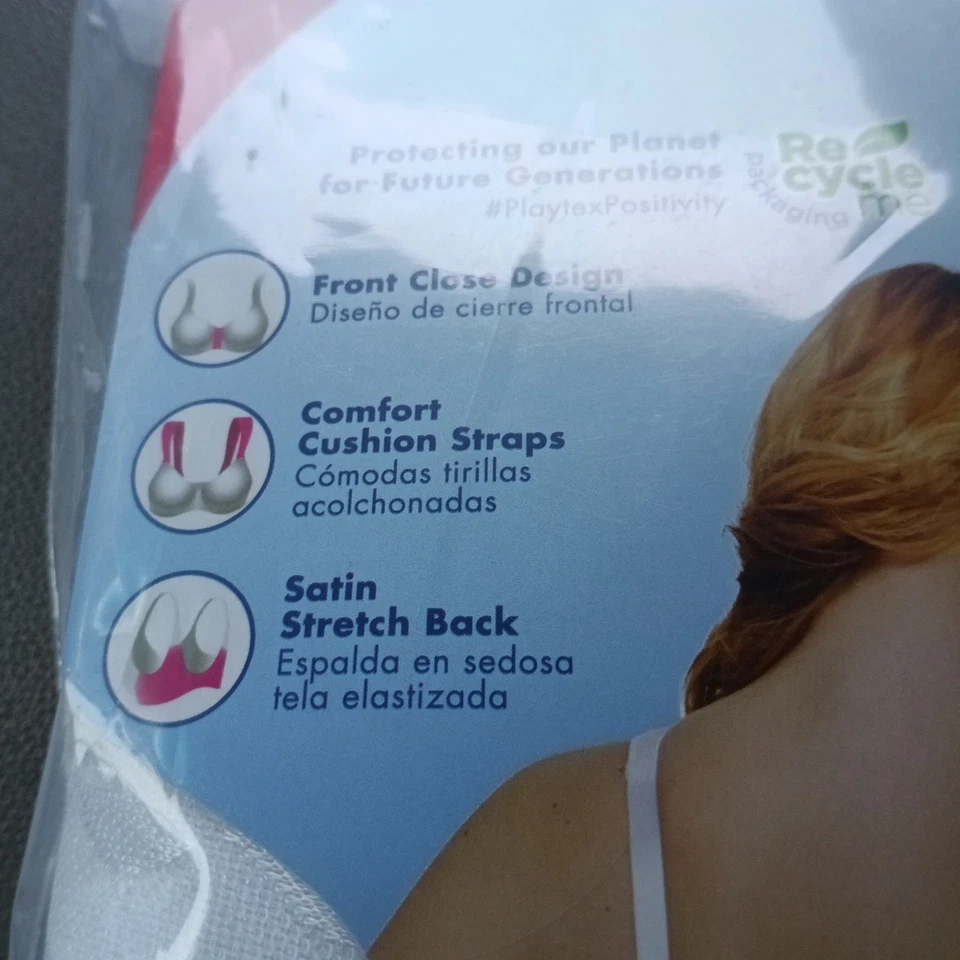 Protecting our Planet
for Future Generations
#PlaytexPositivity
Re
cycle
me
packaging
Front Close Design
Diseño de cierre frontal
Comfort
Cushion Straps
Cómodas tirillas
acolchonadas
Satin
Stretch Back
Espalda en sedosa
tela elastizada